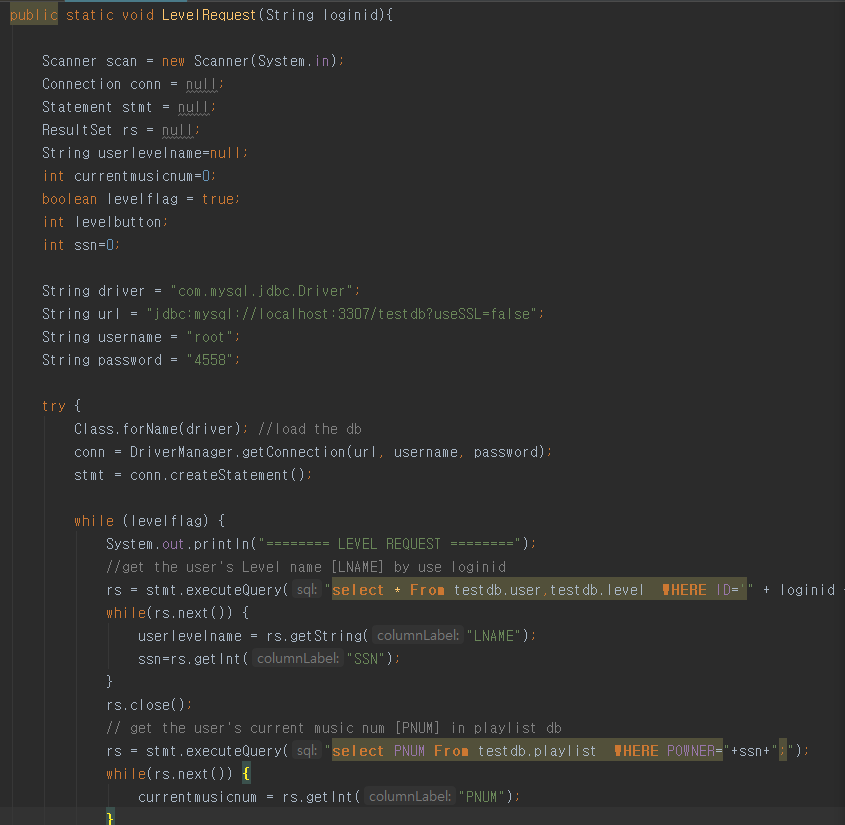 public static void LevelRequest(String loginid){
Scanner scan = new Scanner(System.in);
Connection conn = null;
Statement stmt = null;
ResultSet rs = null;
String userlevelname=null;
int currentmusicnum=0;
boolean levelflag = true;
int levelbutton;
int ssn=0;
String driver = "com.mysql.jdbc.Driver";
String url = "jdbc:mysql://localhost:3307/testdb?useSSL=false";
String username = "root";
String password = "4558";
try {
Class.forName(driver); //load the db
conn = DriverManager.getConnection(url, username, password);
stmt = conn.createStatement();
while (levelflag) {
System.out.println("======== LEVEL REQUEST ========");
//get the user's Level name [LNAME] by use loginid
rs = stmt.executeQuery( sql: "select * From testdb.user,testdb.level  WHERE ID='" + loginid
while(rs.next()) {
userlevelname = rs.getString( columnLabel: "LNAME");
ssn=rs.getInt( columnLabel: "SSN");
}
rs.close();
// get the user's current music num [PNUM] in playlist db
rs = stmt.executeQuery( sql: "select PNUM From testdb.playlist  WHERE POWNER="+ssn+";");
while(rs.next()) {
currentmusicnum = rs.getInt( columnLabel: "PNUM");
}